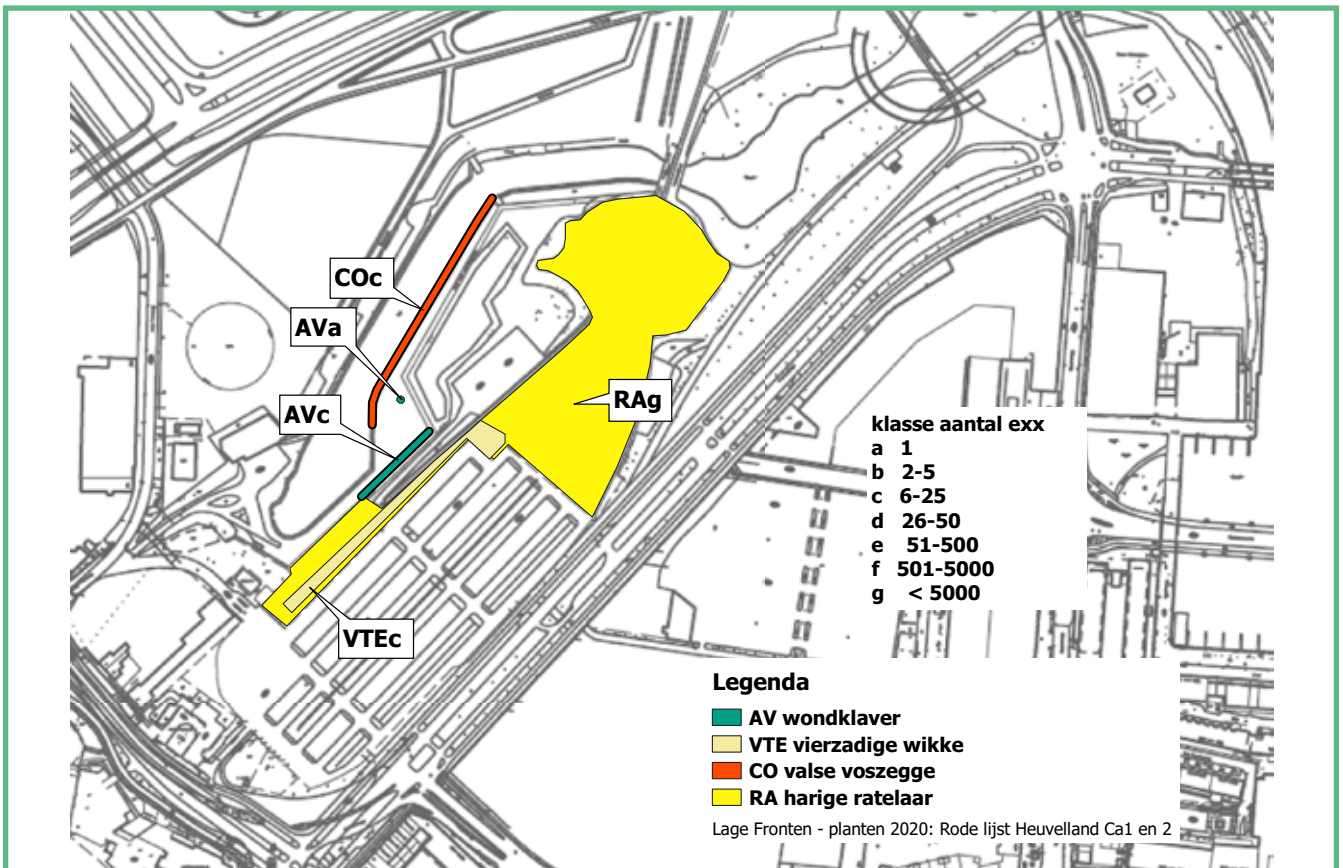 COc
AVa
AVc
RAg
VTEc
klasse aantal exx
a 1
b 2-5
c 6-25
d 26-50
e 51-500
f 501-5000
g < 5000
Legenda
AV wondklaver
VTE vierzadige wikke
CO valse voszegge
RA harige ratelaar
Lage Fronten - planten 2020: Rode lijst Heuvelland Ca1 en 2